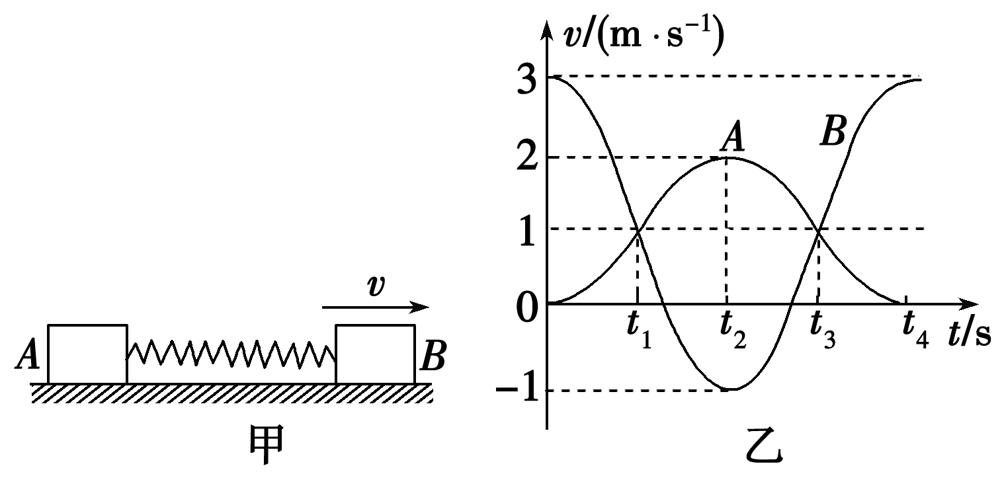 v
A
B
甲
v/(m · s⁻¹)
3
2
1
0
−1
A
B
t₁
t₂
t₃
t₄
t/s
乙